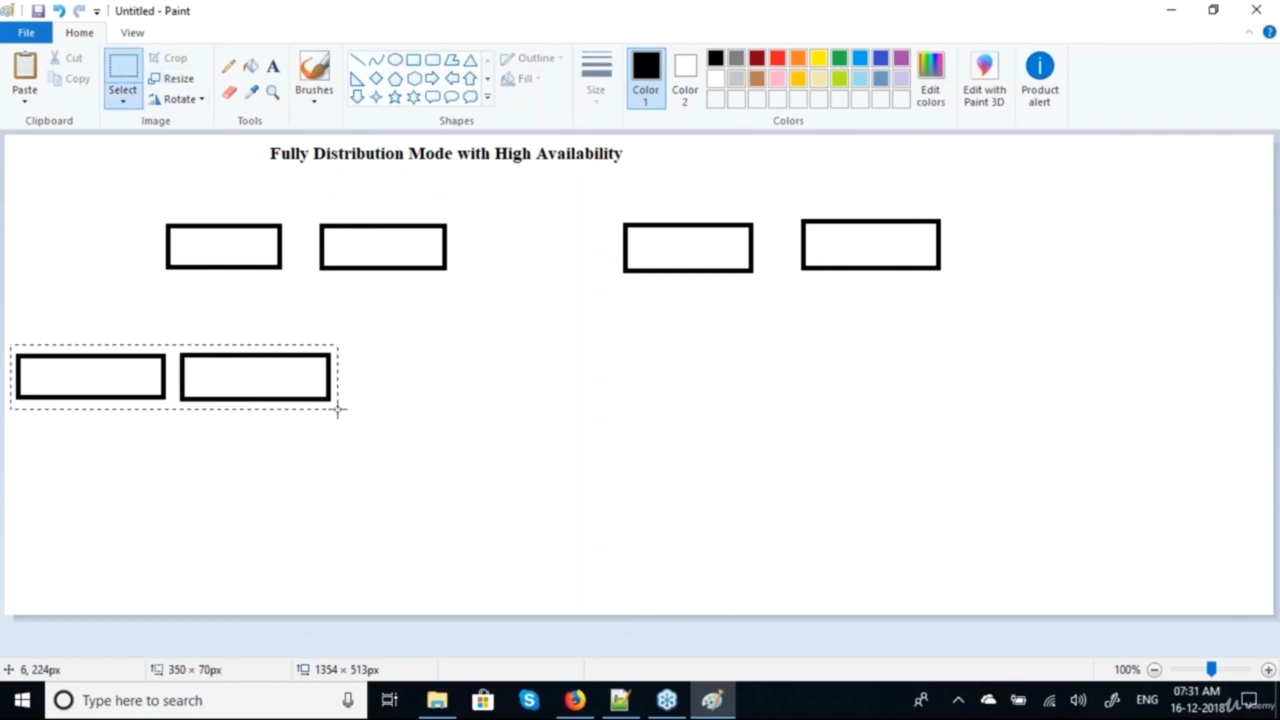 Untitled - Paint
File Home View
Paste
Cut
Copy
Clipboard
Select
Crop
Resize
Rotate
Image
Tools
Brushes
Outline
Fill
Shapes
Size
Color 1
Color 2
Edit colors
Colors
Edit with Paint 3D
Product alert
Fully Distribution Mode with High Availability
6, 224px
350 × 70px
1354 × 513px
100%
Type here to search
ENG
07:31 AM
16-12-2018
Udemy